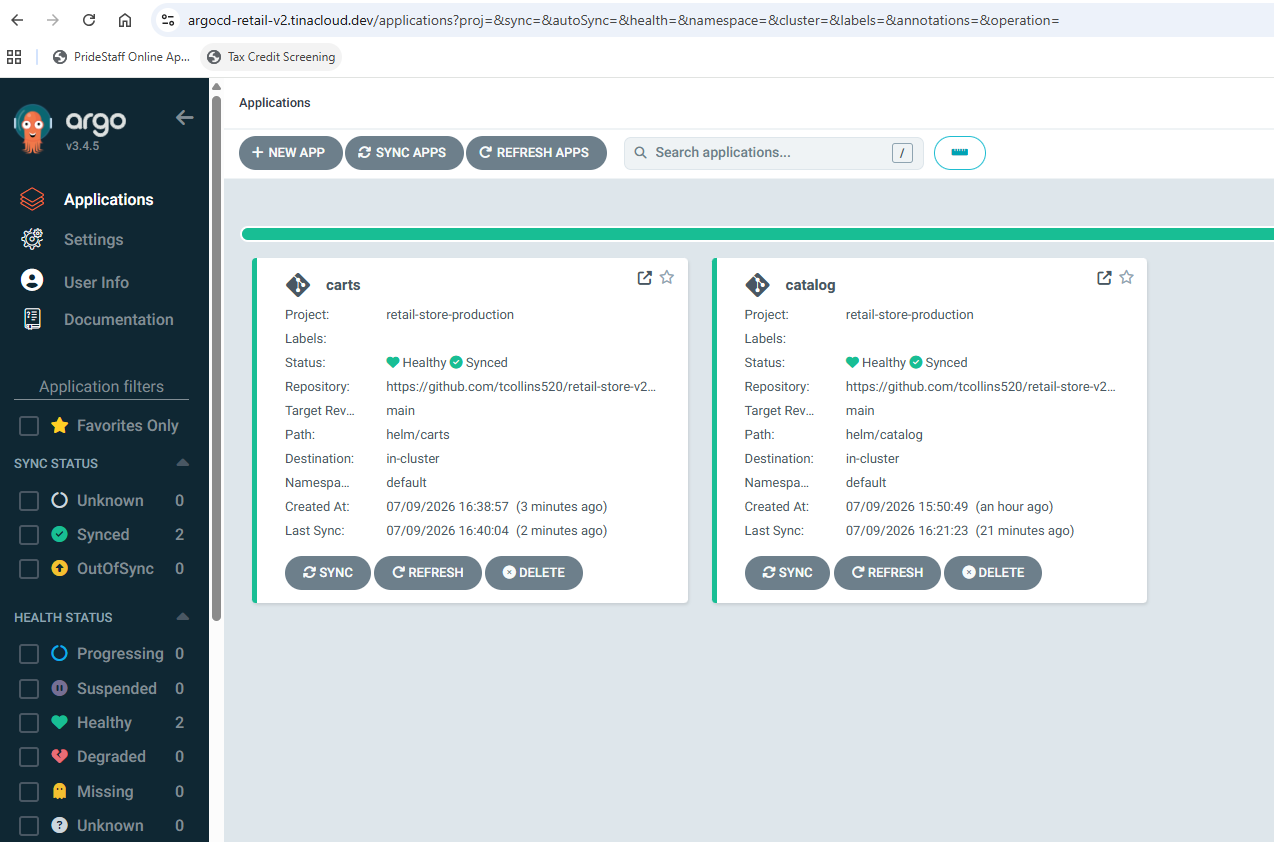 argocd-retail-v2.tinacloud.dev/applications?proj=&sync=&autoSync=&health=&namespace=&cluster=&labels=&annotations=&operation=
PrideStaff Online Ap...
Tax Credit Screening
argo
v3.4.5
Applications
Settings
User Info
Documentation
Application filters
Favorites Only
SYNC STATUS
Unknown 0
Synced 2
OutOfSync 0
HEALTH STATUS
Progressing 0
Suspended 0
Healthy 2
Degraded 0
Missing 0
Unknown 0
Applications
NEW APP SYNC APPS REFRESH APPS Search applications... /
carts
Project: retail-store-production
Labels:
Status: Healthy Synced
Repository: https://github.com/tcollins520/retail-store-v2...
Target Rev... main
Path: helm/carts
Destination: in-cluster
Namespa... default
Created At: 07/09/2026 16:38:57 (3 minutes ago)
Last Sync: 07/09/2026 16:40:04 (2 minutes ago)
SYNC REFRESH DELETE
catalog
Project: retail-store-production
Labels:
Status: Healthy Synced
Repository: https://github.com/tcollins520/retail-store-v2...
Target Rev... main
Path: helm/catalog
Destination: in-cluster
Namespa... default
Created At: 07/09/2026 15:50:49 (an hour ago)
Last Sync: 07/09/2026 16:21:23 (21 minutes ago)
SYNC REFRESH DELETE